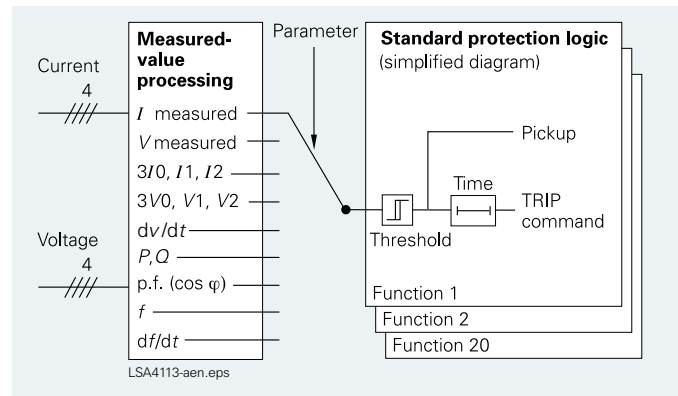 Measured-
value
processing
Parameter
Standard protection logic
(simplified diagram)
Current
4
I measured
V measured
3I0, I1, I2
3V0, V1, V2
dv/dt
P,Q
p.f. (cos φ)
f
df/dt
Voltage
4
Pickup
Time
TRIP
command
Threshold
Function 1
Function 2
Function 20
LSA4113-aen.eps